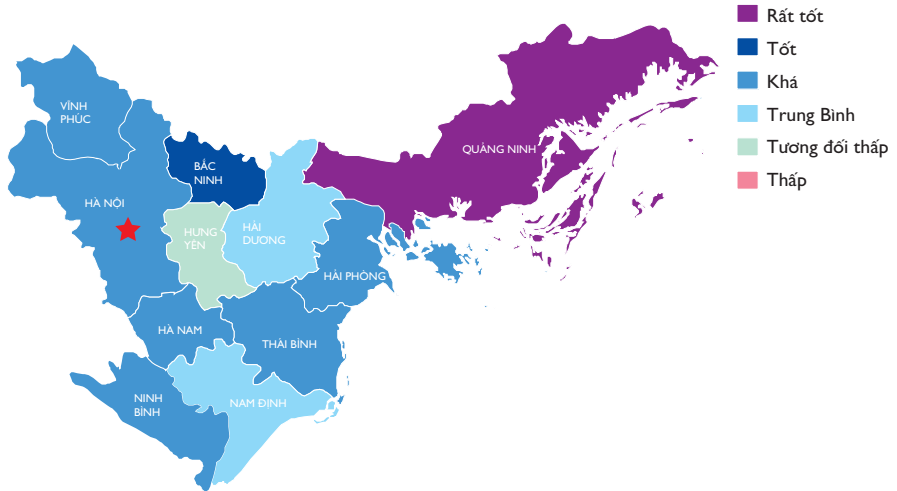 Rất tốt
Tốt
Khá
Trung Bình
Tương đối thấp
Thấp
VĨNH
PHÚC
BẮC
NINH
QUẢNG NINH
HÀ NỘI
HƯNG
YÊN
HẢI
DƯƠNG
HẢI PHÒNG
HÀ NAM
THÁI BÌNH
NINH
BÌNH
NAM ĐỊNH